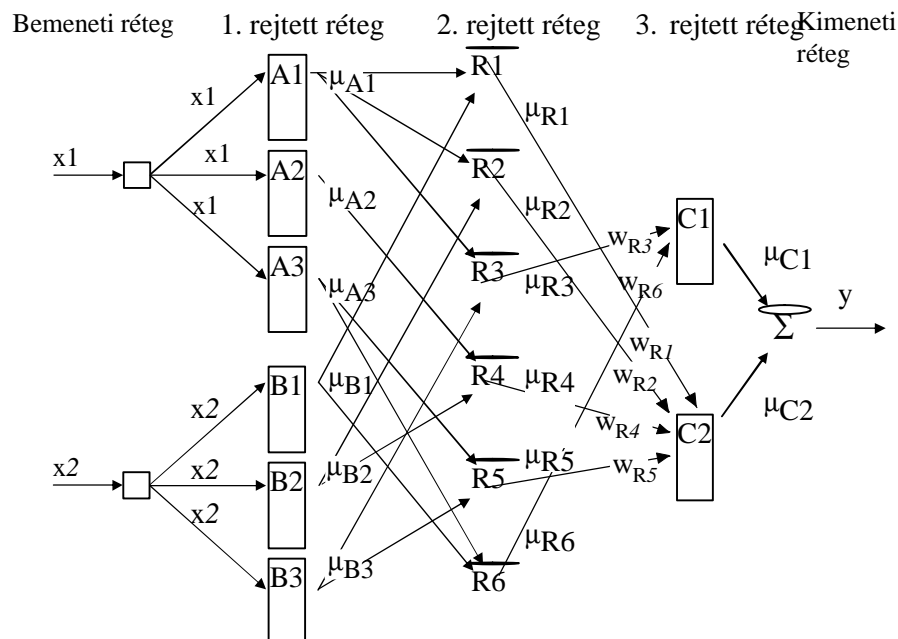 Bemeneti réteg 1. rejtett réteg 2. rejtett réteg 3. rejtett réteg Kimeneti réteg
A1 μA1 R1
x1 μR1
x1 x1 A2 μA2 R2 μR2
x1 A3 μA3 R3 μR3 wR3 C1 μC1
wR6
y
Σ
B1 μB1 R4 μR4 wR1
x2 wR2 μC2
x2 x2 B2 μB2 R5 μR5 wR4 C2
wR5
x2 B3 μB3 R6 μR6